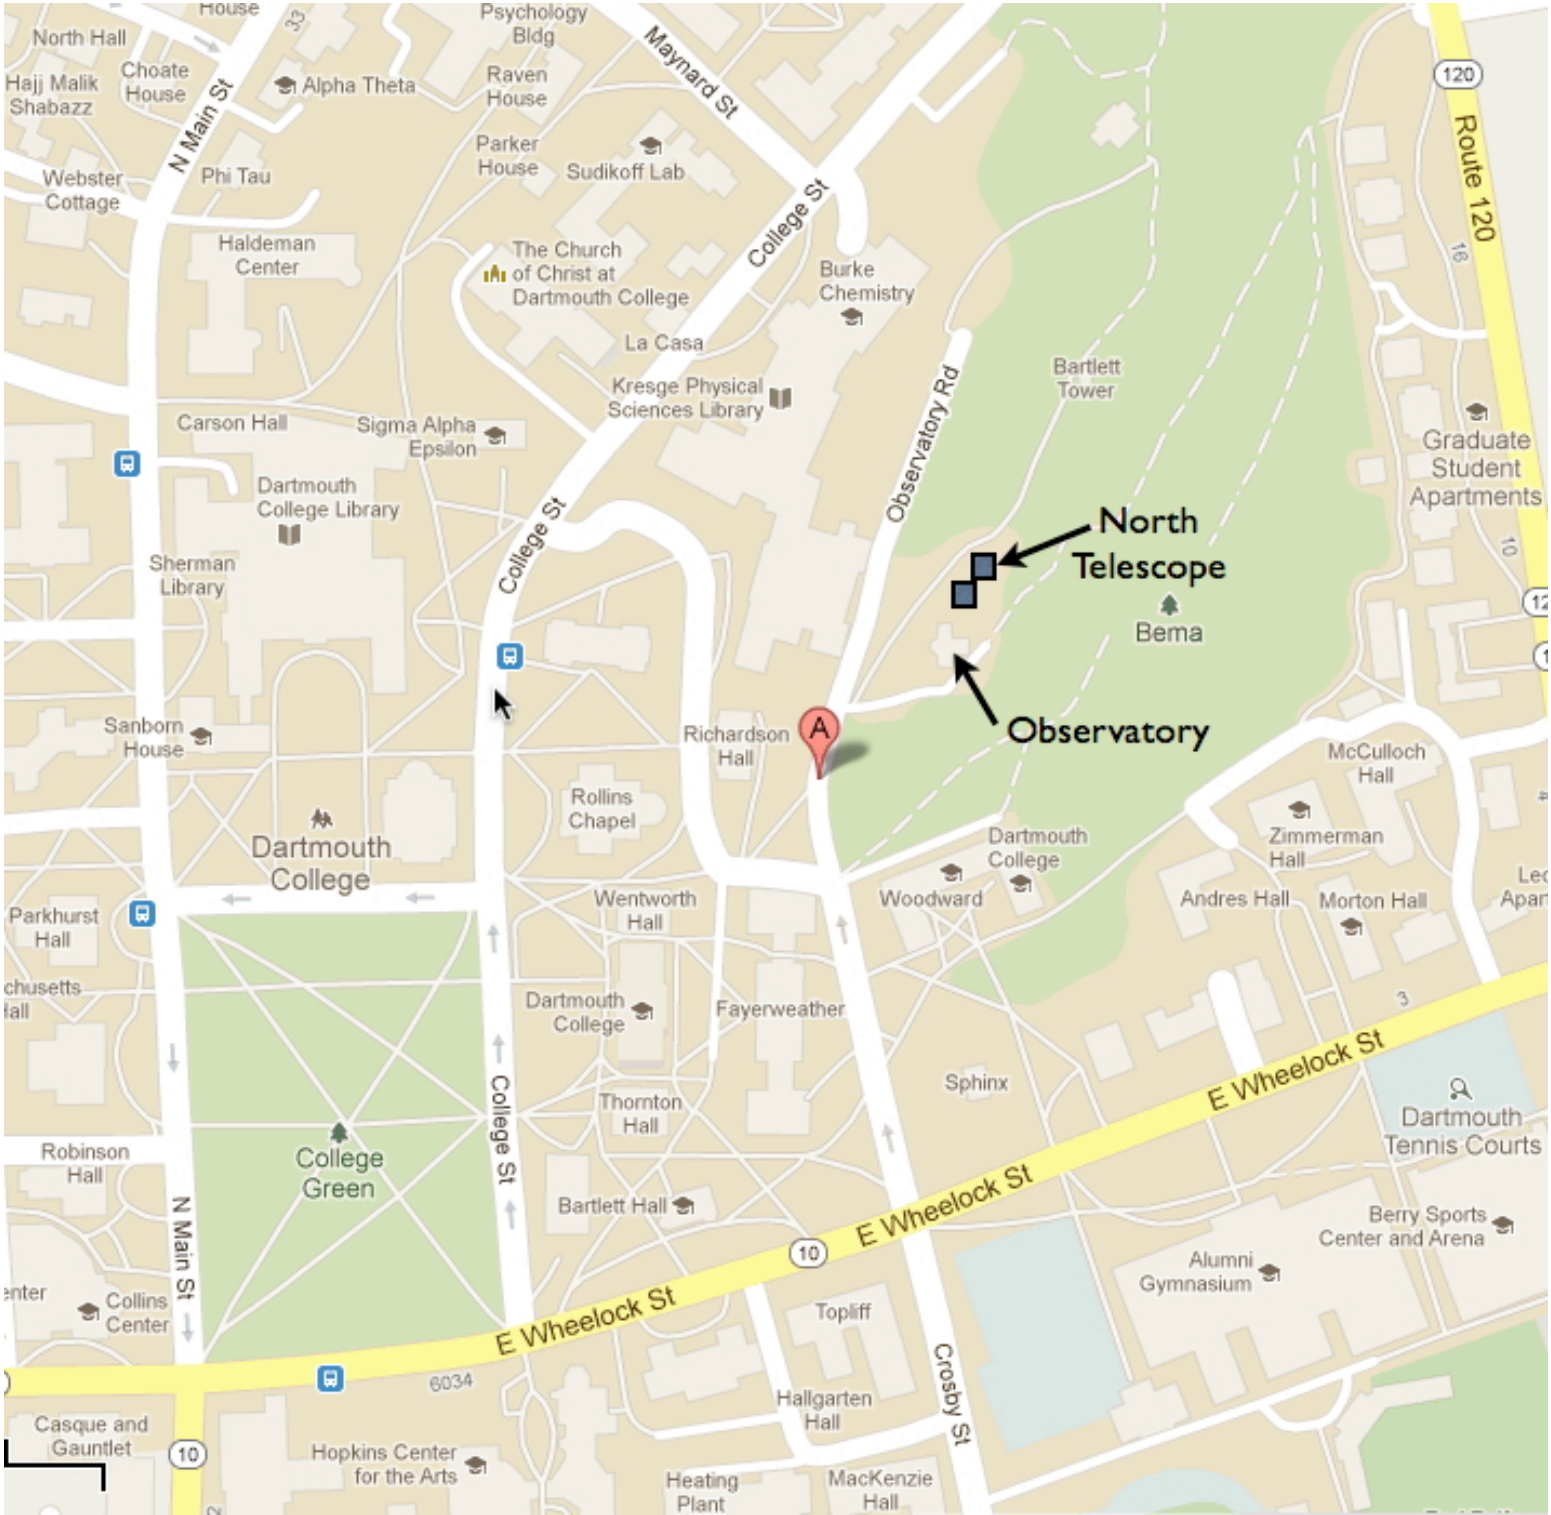 House
33
Psychology
Bldg
North Hall
Maynard St
120
Hajj Malik
Shabazz
Choate
House
Alpha Theta
Raven
House
N Main St
Parker
House
Route 120
Webster
Cottage
Phi Tau
Sudikoff Lab
College St
Haldeman
Center
The Church
of Christ at
Dartmouth College
Burke
Chemistry
16
La Casa
Bartlett
Tower
Kresge Physical
Sciences Library
Observatory Rd
Carson Hall
Sigma Alpha
Epsilon
Graduate
Student
Apartments
Dartmouth
College Library
College St
North
Telescope
10
Sherman
Library
Bema
Observatory
Sanborn
House
Richardson
Hall
A
McCulloch
Hall
Rollins
Chapel
Dartmouth
College
Dartmouth
College
Zimmerman
Hall
Woodward
Andres Hall
Morton Hall
Parkhurst
Hall
Wentworth
Hall
chusetts
Hall
Dartmouth
College
Fayerweather
3
E Wheelock St
Sphinx
College St
Thornton
Hall
Dartmouth
Tennis Courts
Robinson
Hall
College
Green
N Main St
Bartlett Hall
E Wheelock St
10
Berry Sports
Center and Arena
Alumni
Gymnasium
enter
Collins
Center
E Wheelock St
Topliff
Crosby St
6034
Hallgarten
Hall
Casque and
Gauntlet
10
Hopkins Center
for the Arts
Heating
Plant
MacKenzie
Hall